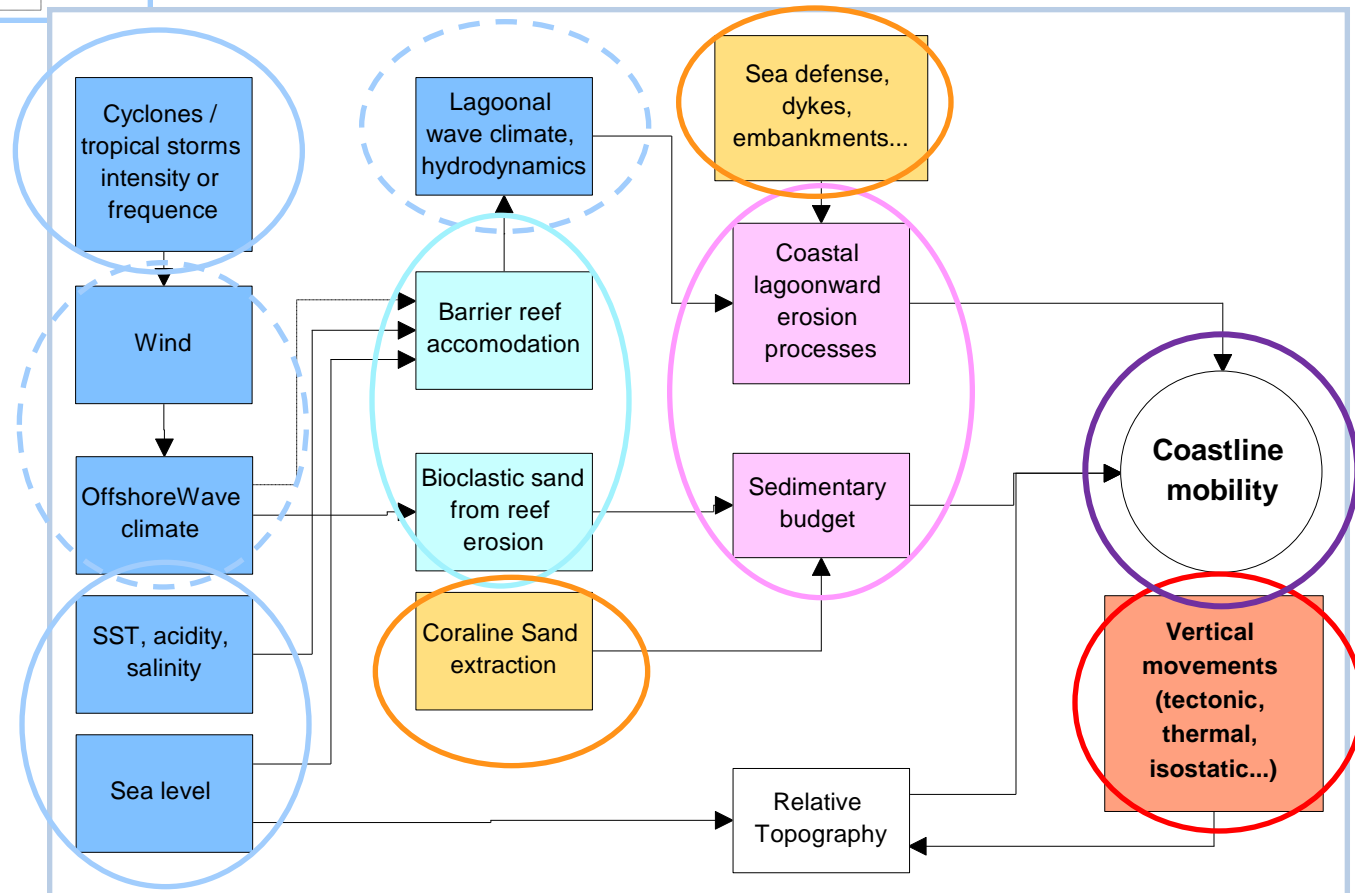 Cyclones /
tropical storms
intensity or
frequence
Wind
OffshoreWave
climate
SST, acidity,
salinity
Sea level
Lagoonal
wave climate,
hydrodynamics
Barrier reef
accomodation
Bioclastic sand
from reef
erosion
Coraline Sand
extraction
Sea defense,
dykes,
embankments...
Coastal
lagoonward
erosion
processes
Sedimentary
budget
Relative
Topography
Coastline
mobility
Vertical
movements
(tectonic,
thermal,
isostatic...)